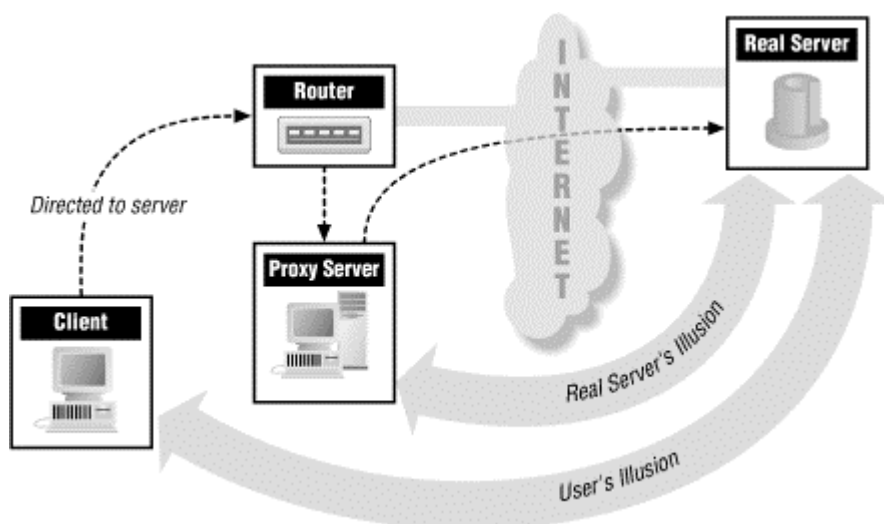 Real Server
Router
INTERNET
Directed to server
Proxy Server
Client
Real Server's Illusion
User's Illusion